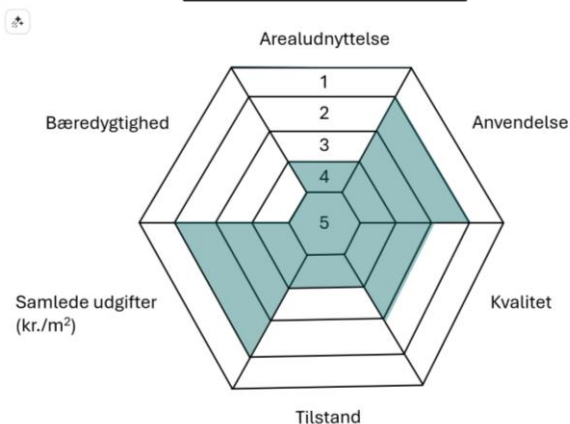 Arealudnyttelse
1
Bæredygtighed
2
Anvendelse
3
4
5
Samlede udgifter
(kr./m²)
Kvalitet
Tilstand